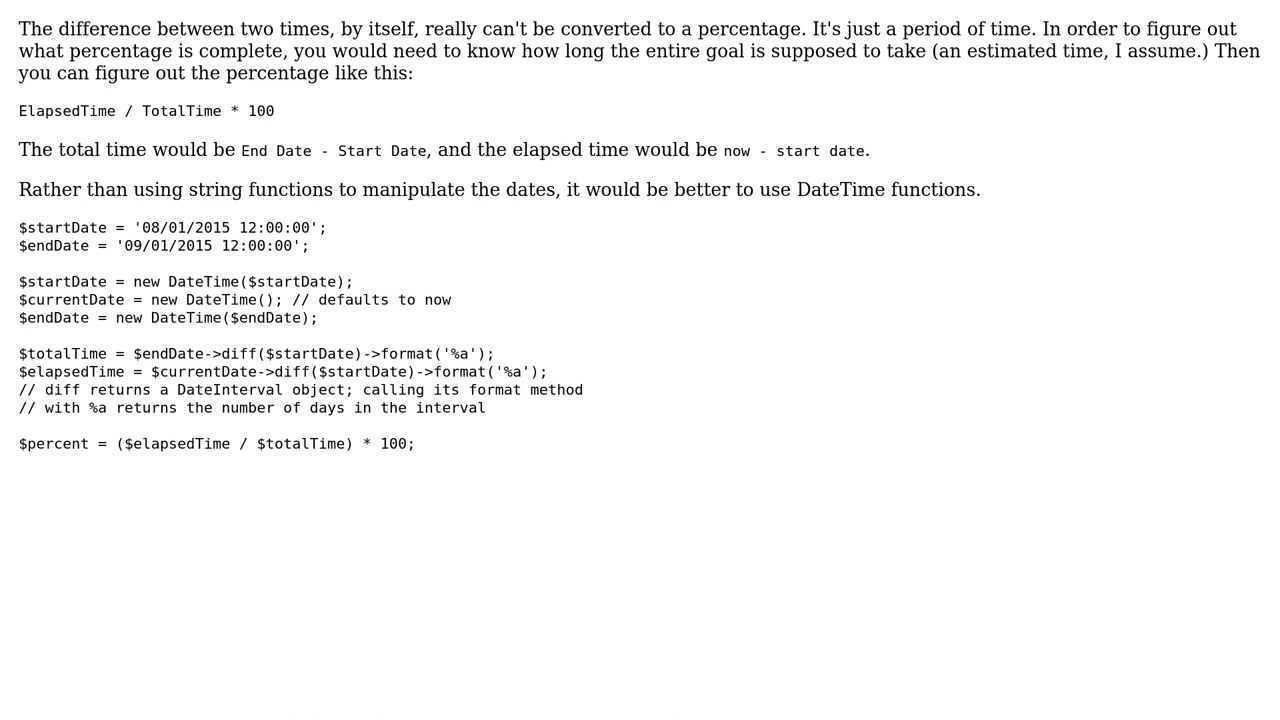 The difference between two times, by itself, really can't be converted to a percentage. It's just a period of time. In order to figure out
what percentage is complete, you would need to know how long the entire goal is supposed to take (an estimated time, I assume.) Then
you can figure out the percentage like this:
ElapsedTime / TotalTime * 100
The total time would be End Date - Start Date, and the elapsed time would be now - start date.
Rather than using string functions to manipulate the dates, it would be better to use DateTime functions.
$startDate = '08/01/2015 12:00:00';
$endDate = '09/01/2015 12:00:00';
$startDate = new DateTime($startDate);
$currentDate = new DateTime(); // defaults to now
$endDate = new DateTime($endDate);
$totalTime = $endDate->diff($startDate)->format('%a');
$elapsedTime = $currentDate->diff($startDate)->format('%a');
// diff returns a DateInterval object; calling its format method
// with %a returns the number of days in the interval
$percent = ($elapsedTime / $totalTime) * 100;